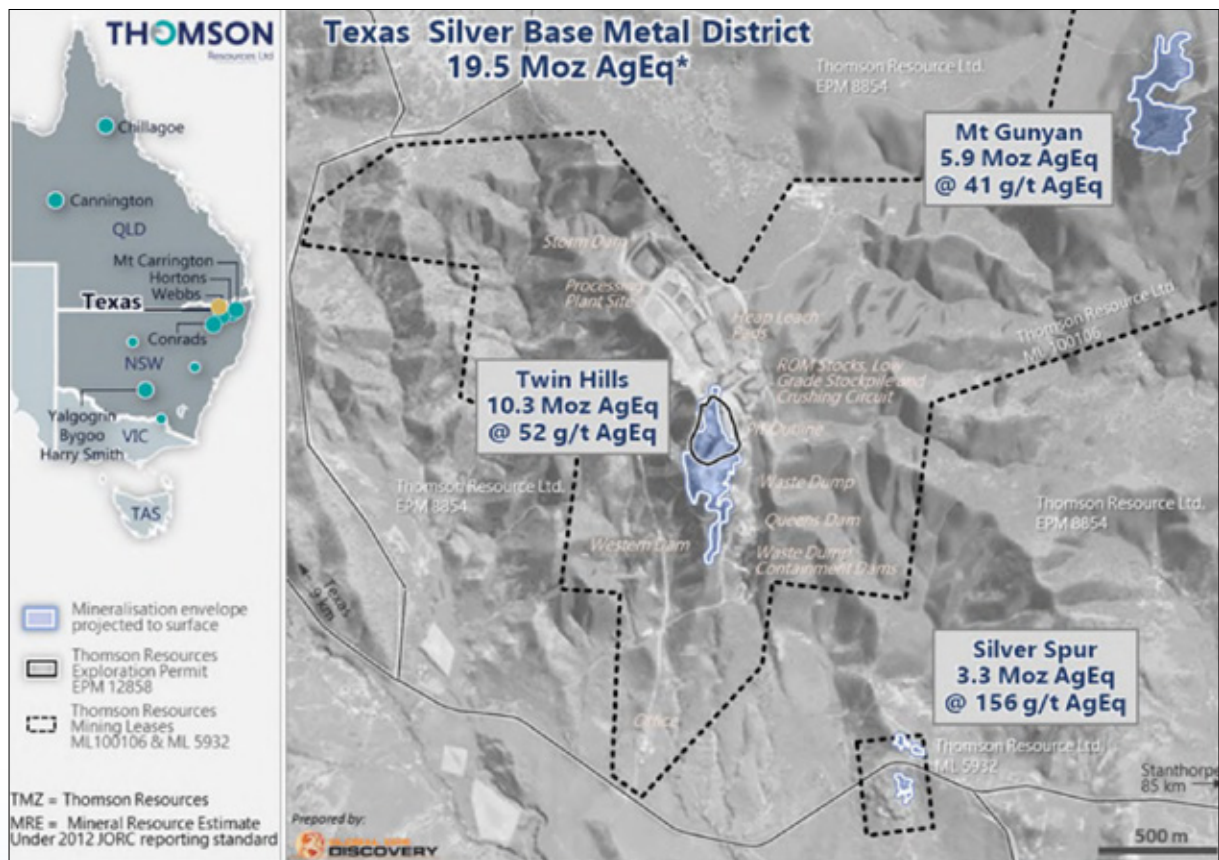 THOMSON
Resources Ltd
Chillagoe
Cannington
QLD
Mt Carrington
Hortons
Webbs
Texas
Conrads
NSW
Yalgogrin
Bygoo
Harry Smith
VIC
TAS
Mineralisation envelope
projected to surface
Thomson Resources
Exploration Permit
EPM 12858
Thomson Resources
Mining Leases
ML100106 & ML 5932
TMZ = Thomson Resources
MRE = Mineral Resource Estimate
Under 2012 JORC reporting standard
Texas Silver Base Metal District
19.5 Moz AgEq*
Thomson Resource Ltd.
EPM 8854
Mt Gunyan
5.9 Moz AgEq
@ 41 g/t AgEq
Storm Dam
Processing
Plant Site
Heap Leach
Pads
Thomson Resource Ltd
ML 100106
Twin Hills
10.3 Moz AgEq
@ 52 g/t AgEq
ROM Stocks, Low
Grade Stockpile and
Crushing Circuit
Pit Outline
Thomson Resource Ltd.
EPM 8854
Waste Dump
Thomson Resource Ltd.
EPM 8854
Queens Dam
Western Dam
Waste Dump
Containment Dams
Texas
9 km
Silver Spur
3.3 Moz AgEq
@ 156 g/t AgEq
Office
Thomson Resource Ltd.
ML 5932
Stanthorpe
85 km
Prepared by:
DISCOVERY
500 m